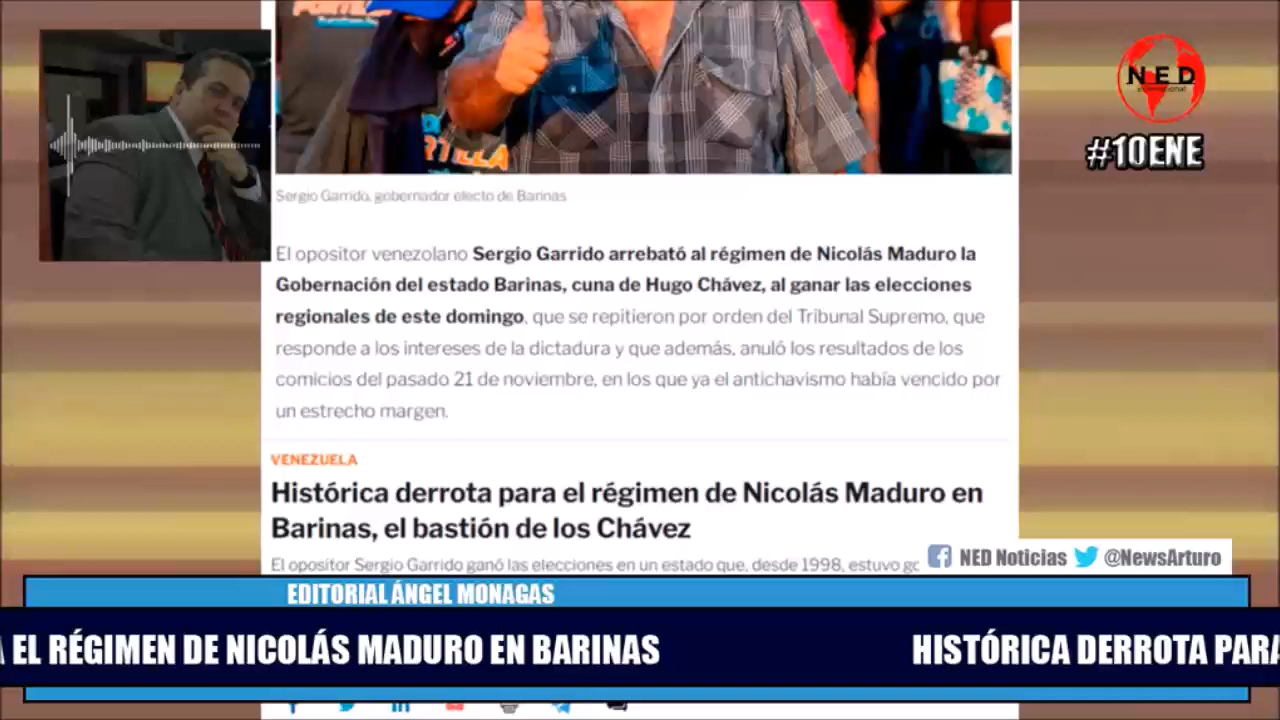 RTILLA
NED
international
#10ENE
Sergio Garrido, gobernador electo de Barinas
El opositor venezolano Sergio Garrido arrebató al régimen de Nicolás Maduro la
Gobernación del estado Barinas, cuna de Hugo Chávez, al ganar las elecciones
regionales de este domingo, que se repitieron por orden del Tribunal Supremo, que
responde a los intereses de la dictadura y que además, anuló los resultados de los
comicios del pasado 21 de noviembre, en los que ya el antichavismo había vencido por
un estrecho margen.
VENEZUELA
Histórica derrota para el régimen de Nicolás Maduro en
Barinas, el bastión de los Chávez
El opositor Sergio Garrido ganó las elecciones en un estado que, desde 1998, estuvo go
NED Noticias @NewsArturo
EDITORIAL ÁNGEL MONAGAS
EL RÉGIMEN DE NICOLÁS MADURO EN BARINAS HISTÓRICA DERROTA PARA